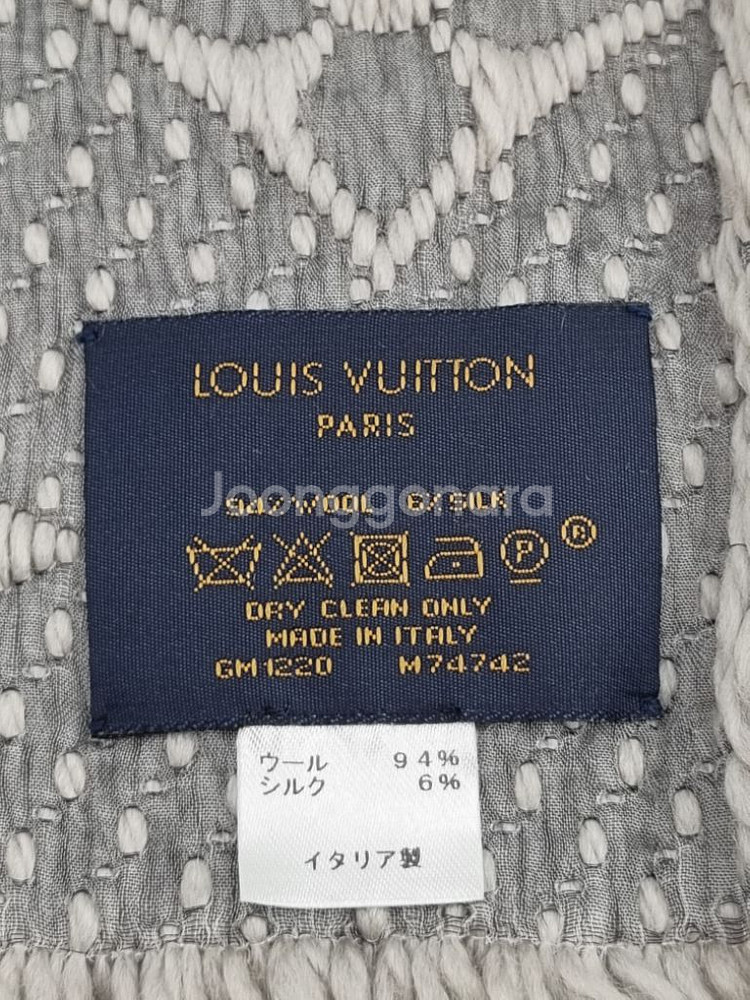 LOUIS VUITTON
PARIS
94%WOOL 6%SILK
Joonggonara
P
®
DRY CLEAN ONLY
MADE IN ITALY
GM1220 M74742
ウール 94%
シルク 6%
イタリア製